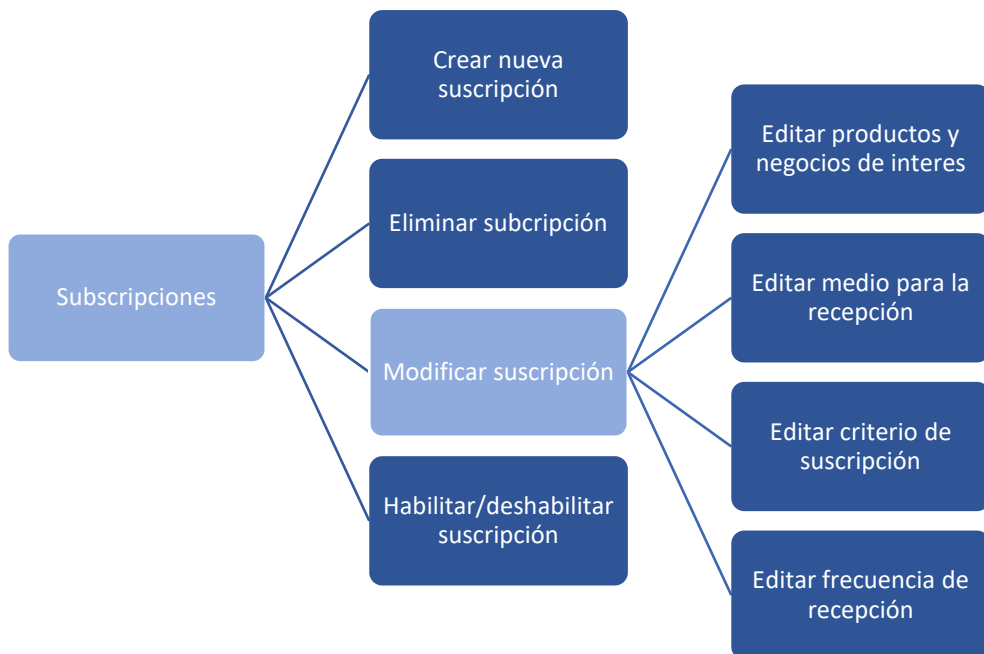 Subscripciones
Crear nueva
suscripción
Eliminar subcripción
Modificar suscripción
Habilitar/deshabilitar
suscripción
Editar productos y
negocios de interes
Editar medio para la
recepción
Editar criterio de
suscripción
Editar frecuencia de
recepción